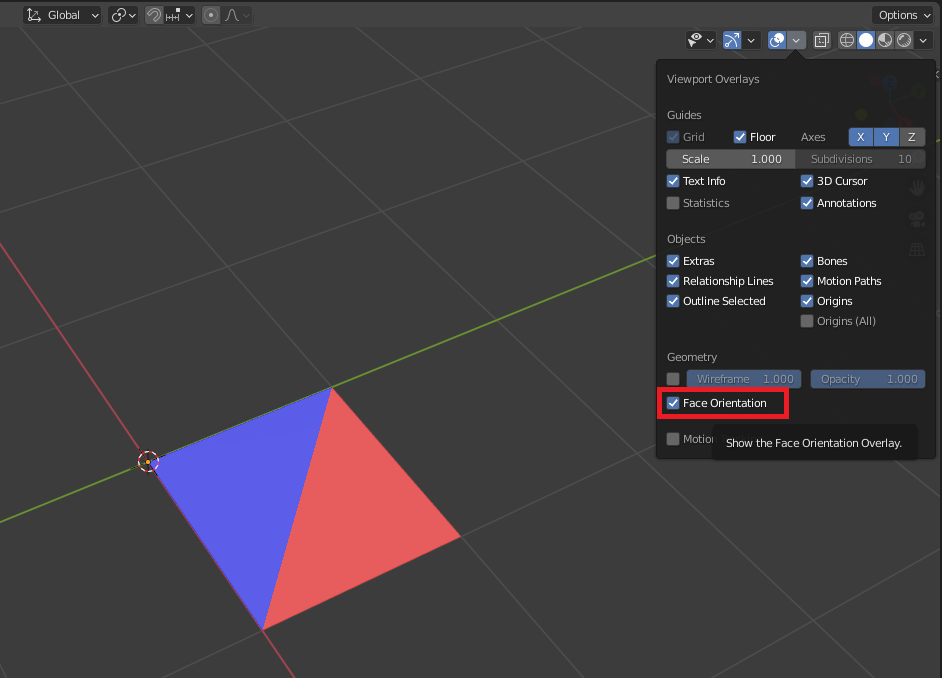 Global
Options
Viewport Overlays
Guides
Grid Floor Axes X Y Z
Scale 1.000 Subdivisions 10
Text Info 3D Cursor
Statistics Annotations
Objects
Extras Bones
Relationship Lines Motion Paths
Outline Selected Origins
Origins (All)
Geometry
Wireframe 1.000 Opacity 1.000
Face Orientation
Motion
Show the Face Orientation Overlay.